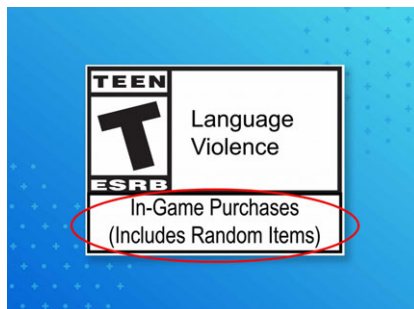 TEEN
T
ESRB
Language
Violence
In-Game Purchases
(Includes Random Items)